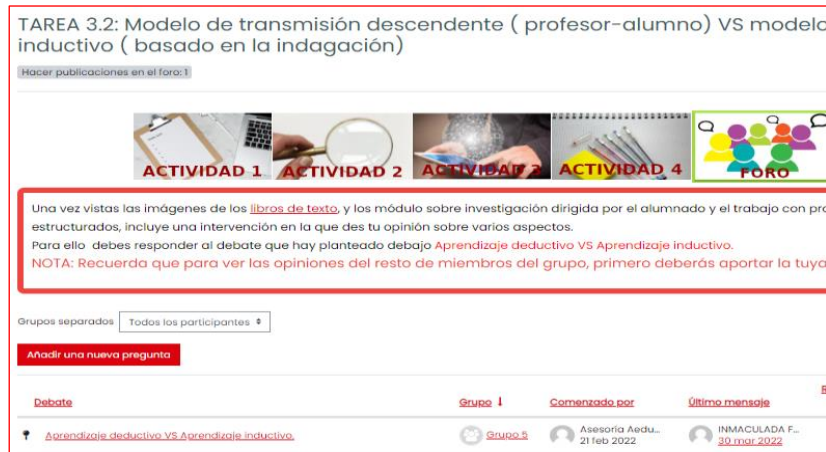 TAREA 3.2: Modelo de transmisión descendente ( profesor-alumno) VS modelo
inductivo ( basado en la indagación)
Hacer publicaciones en el foro: 1
ACTIVIDAD 1 ACTIVIDAD 2 ACTIVIDAD 3 ACTIVIDAD 4 FORO
Una vez vistas las imágenes de los libros de texto, y los módulo sobre investigación dirigida por el alumnado y el trabajo con pro
estructurados, incluye una intervención en la que des tu opinión sobre varios aspectos.
Para ello debes responder al debate que hay planteado debajo Aprendizaje deductivo VS Aprendizaje inductivo.
NOTA: Recuerda que para ver las opiniones del resto de miembros del grupo, primero deberás aportar la tuya
Grupos separados Todos los participantes
Añadir una nueva pregunta
Debate Grupo Comenzado por Último mensaje
Aprendizaje deductivo VS Aprendizaje inductivo. Grupo 5 Asesoría Aedu... INMACULADA F...
21 feb 2022 30 mar 2022